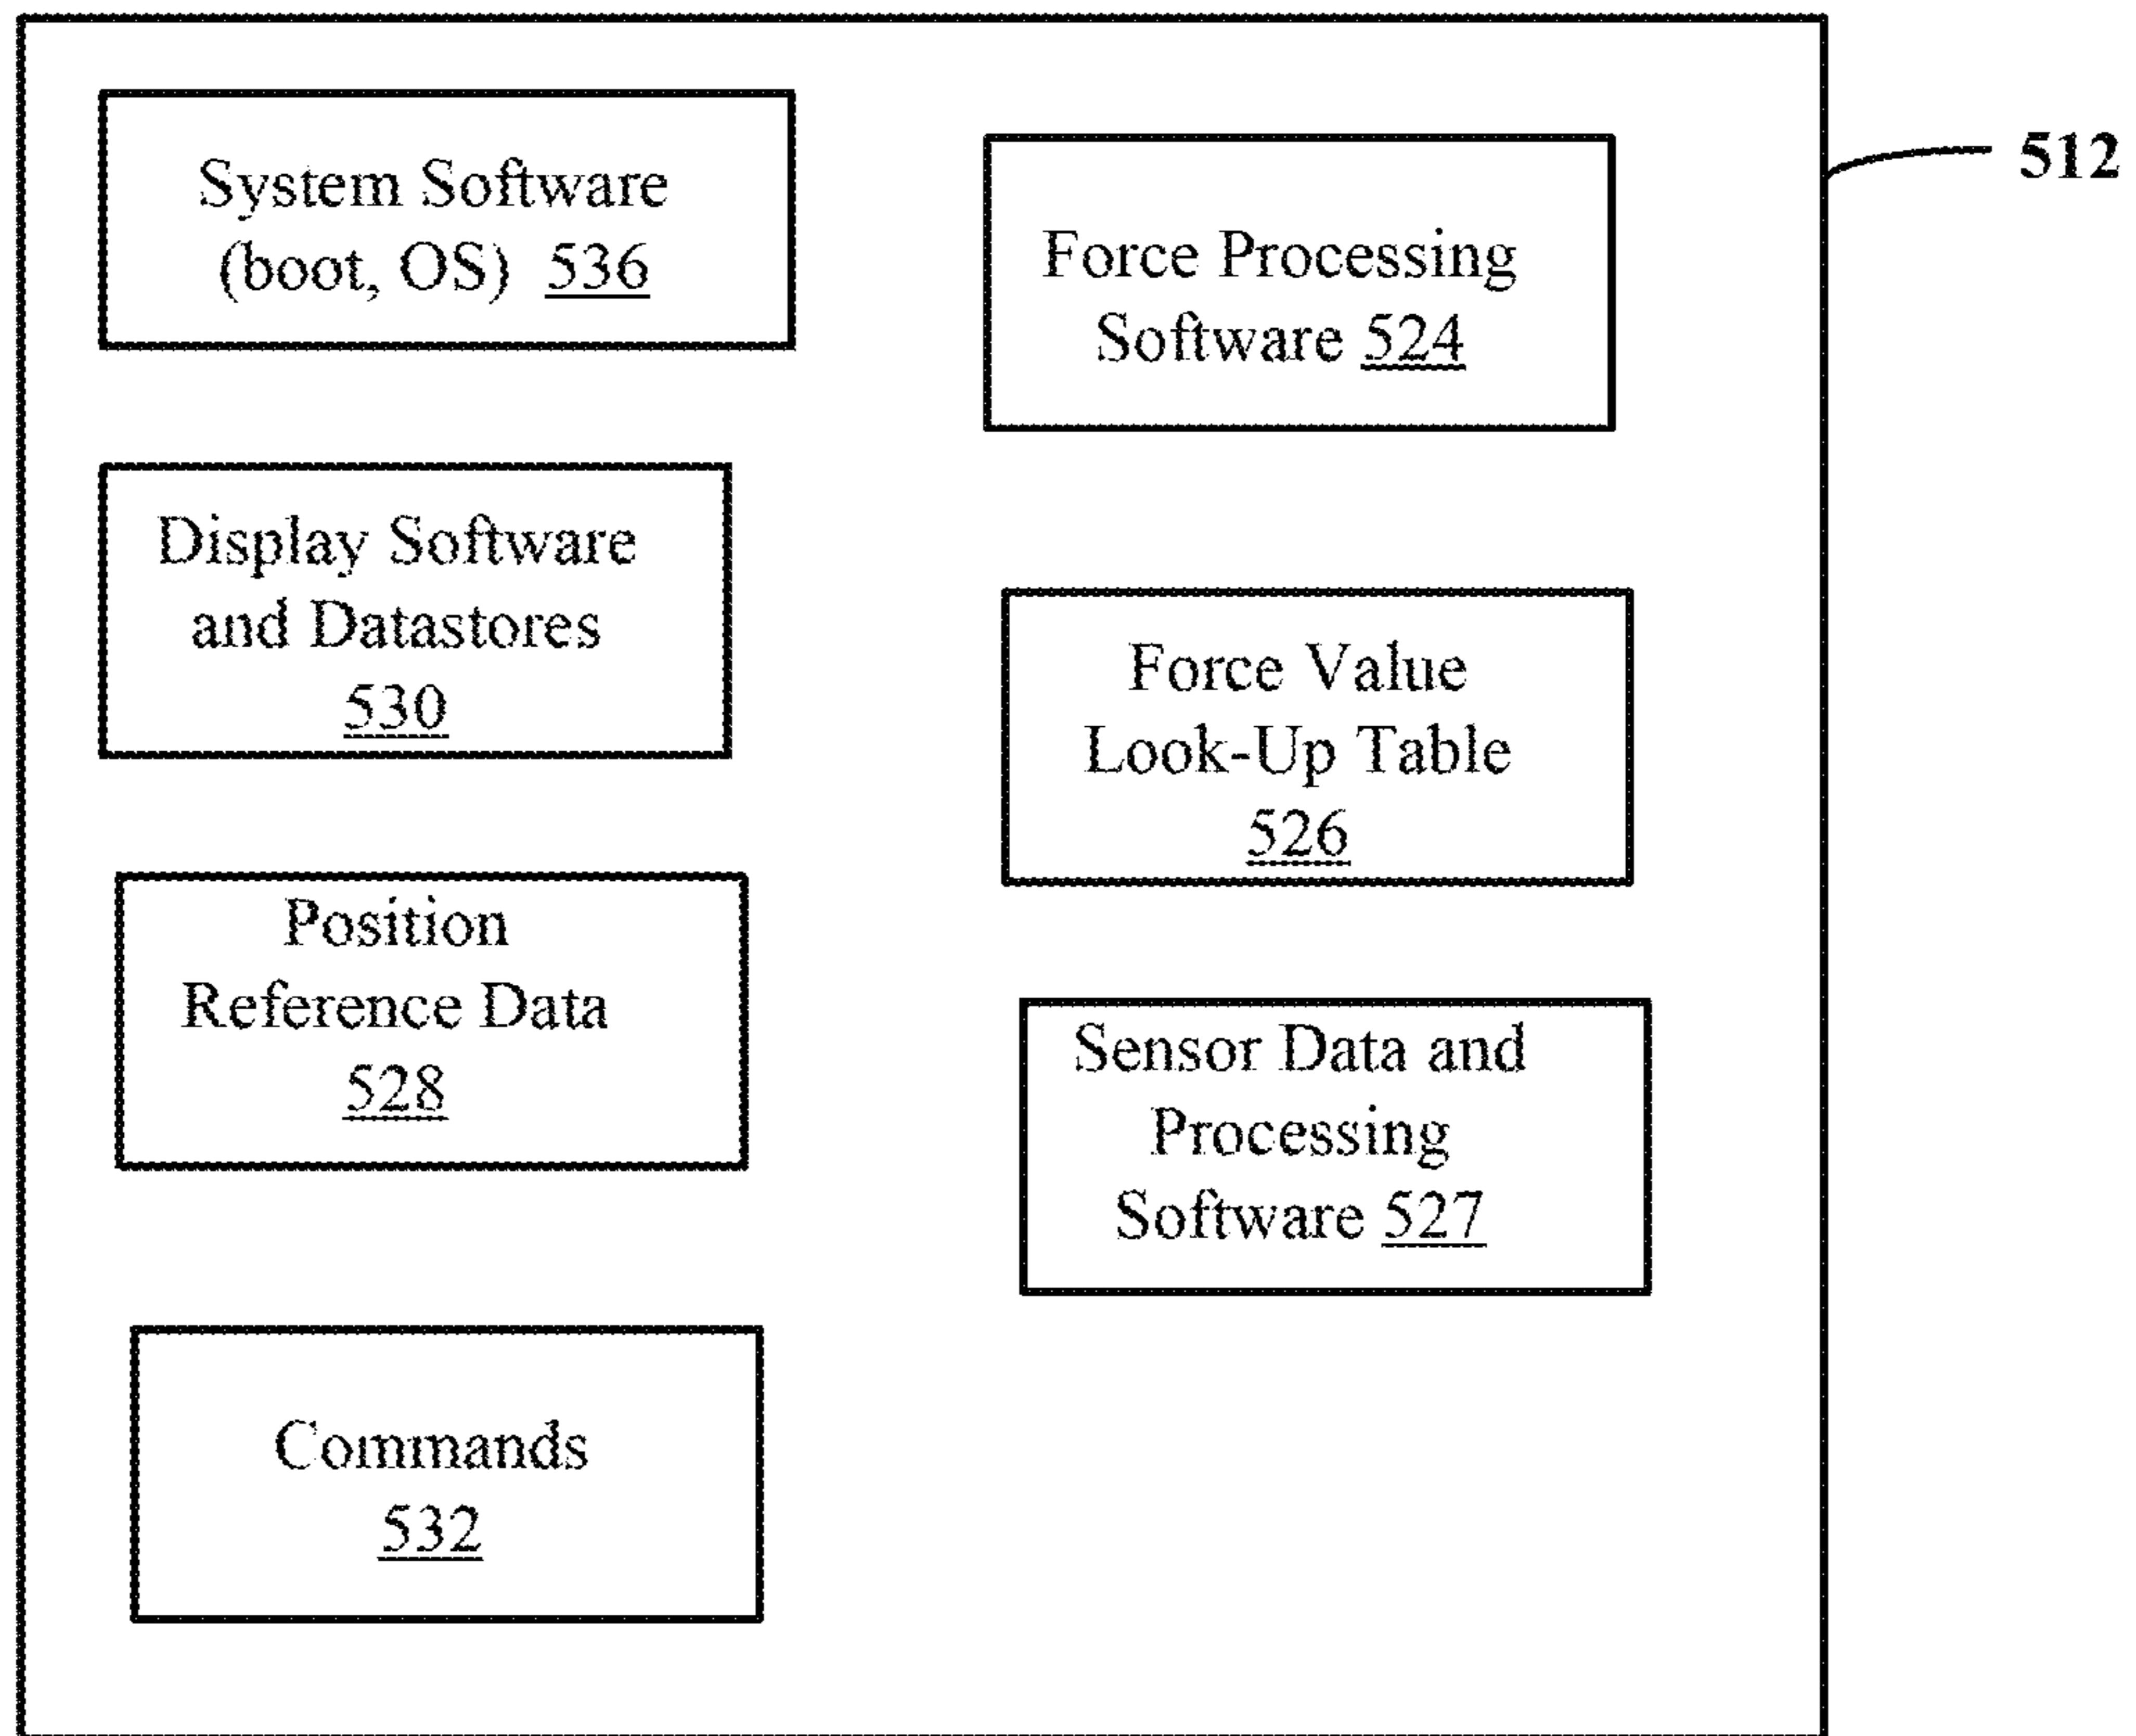 System Software
(boot, OS) 536
Display Software
and Datastores
530
Position
Reference Data
528
Commands
532
Force Processing
Software 524
Force Value
Look-Up Table
526
Sensor Data and
Processing
Software 527
512